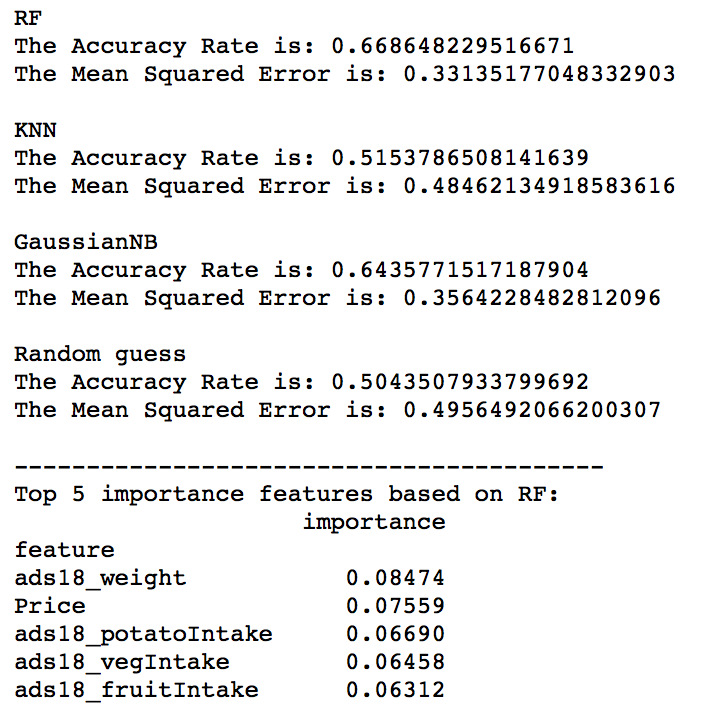 RF
The Accuracy Rate is: 0.668648229516671
The Mean Squared Error is: 0.33135177048332903
KNN
The Accuracy Rate is: 0.5153786508141639
The Mean Squared Error is: 0.48462134918583616
GaussianNB
The Accuracy Rate is: 0.6435771517187904
The Mean Squared Error is: 0.3564228482812096
Random guess
The Accuracy Rate is: 0.5043507933799692
The Mean Squared Error is: 0.4956492066200307
-----------------------------------------
Top 5 importance features based on RF:
importance
feature
ads18_weight 0.08474
Price 0.07559
ads18_potatoIntake 0.06690
ads18_vegIntake 0.06458
ads18_fruitIntake 0.06312